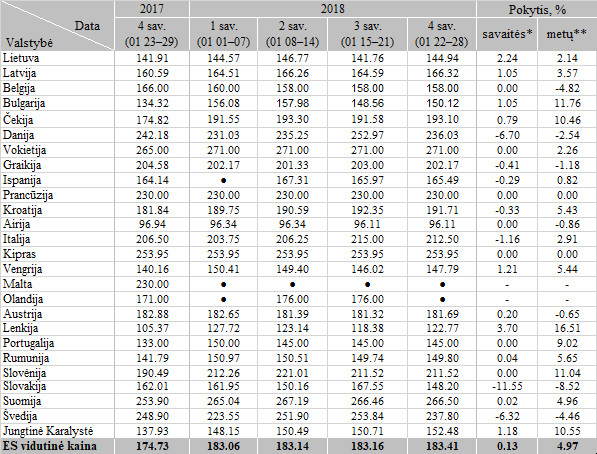 Data 2017 2018 Pokytis, %
Valstybė 4 sav. (01 23–29) 1 sav. (01 01–07) 2 sav. (01 08–14) 3 sav. (01 15–21) 4 sav. (01 22–28) savaitės* metų**
Lietuva 141.91 144.57 146.77 141.76 144.94 2.24 2.14
Latvija 160.59 164.51 166.26 164.59 166.32 1.05 3.57
Belgija 166.00 160.00 158.00 158.00 158.00 0.00 -4.82
Bulgarija 134.32 156.08 157.98 148.56 150.12 1.05 11.76
Čekija 174.82 191.55 193.30 191.58 193.10 0.79 10.46
Danija 242.18 231.03 235.25 252.97 236.03 -6.70 -2.54
Vokietija 265.00 271.00 271.00 271.00 271.00 0.00 2.26
Graikija 204.58 202.17 201.33 203.00 202.17 -0.41 -1.18
Ispanija 164.14 ● 167.31 165.97 165.49 -0.29 0.82
Prancūzija 230.00 230.00 230.00 230.00 230.00 0.00 0.00
Kroatija 181.84 189.75 190.59 192.35 191.71 -0.33 5.43
Airija 96.94 96.34 96.34 96.11 96.11 0.00 -0.86
Italija 206.50 203.75 206.25 215.00 212.50 -1.16 2.91
Kipras 253.95 253.95 253.95 253.95 253.95 0.00 0.00
Vengrija 140.16 150.41 149.40 146.02 147.79 1.21 5.44
Malta 230.00 ● ● ● ● - -
Olandija 171.00 ● 176.00 176.00 ● - -
Austrija 182.88 182.65 181.39 181.32 181.69 0.20 -0.65
Lenkija 105.37 127.72 123.14 118.38 122.77 3.70 16.51
Portugalija 133.00 150.00 145.00 145.00 145.00 0.00 9.02
Rumunija 141.79 150.97 150.51 149.74 149.80 0.04 5.65
Slovėnija 190.49 212.26 221.01 211.52 211.52 0.00 11.04
Slovakija 162.01 161.95 150.16 167.55 148.20 -11.55 -8.52
Suomija 253.90 265.04 267.19 266.46 266.50 0.02 4.96
Švedija 248.90 223.55 251.90 253.84 237.80 -6.32 -4.46
Jungtinė Karalystė 137.93 148.15 150.49 150.71 152.48 1.18 10.55
ES vidutinė kaina 174.73 183.06 183.14 183.16 183.41 0.13 4.97